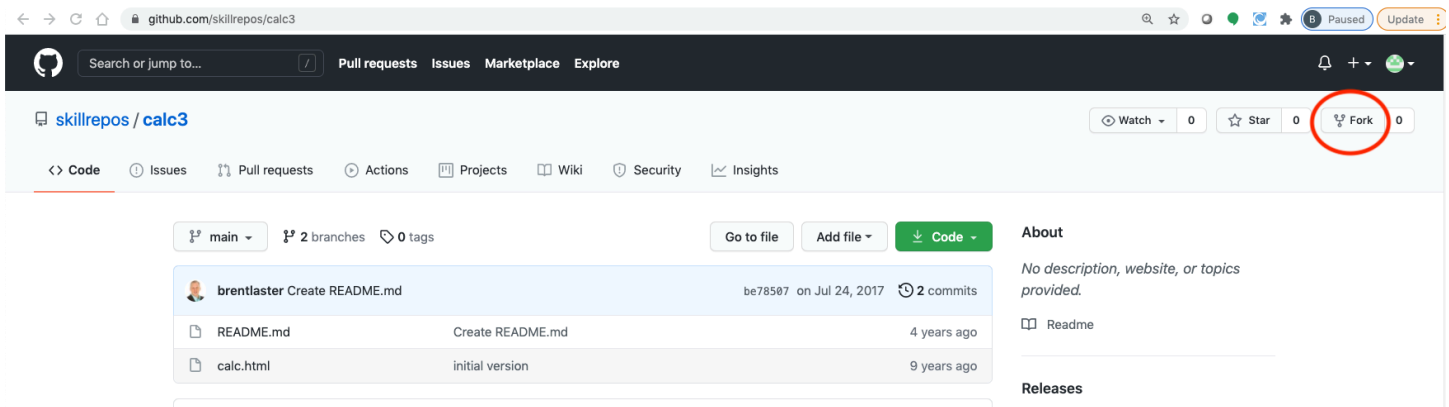 github.com/skillrepos/calc3
B Paused Update
Search or jump to... / Pull requests Issues Marketplace Explore
skillrepos / calc3
Watch 0 Star 0 Fork 0
Code Issues Pull requests Actions Projects Wiki Security Insights
main 2 branches 0 tags Go to file Add file Code
About
No description, website, or topics
provided.
brentlaster Create README.md be78507 on Jul 24, 2017 2 commits
Readme
README.md Create README.md 4 years ago
calc.html initial version 9 years ago
Releases